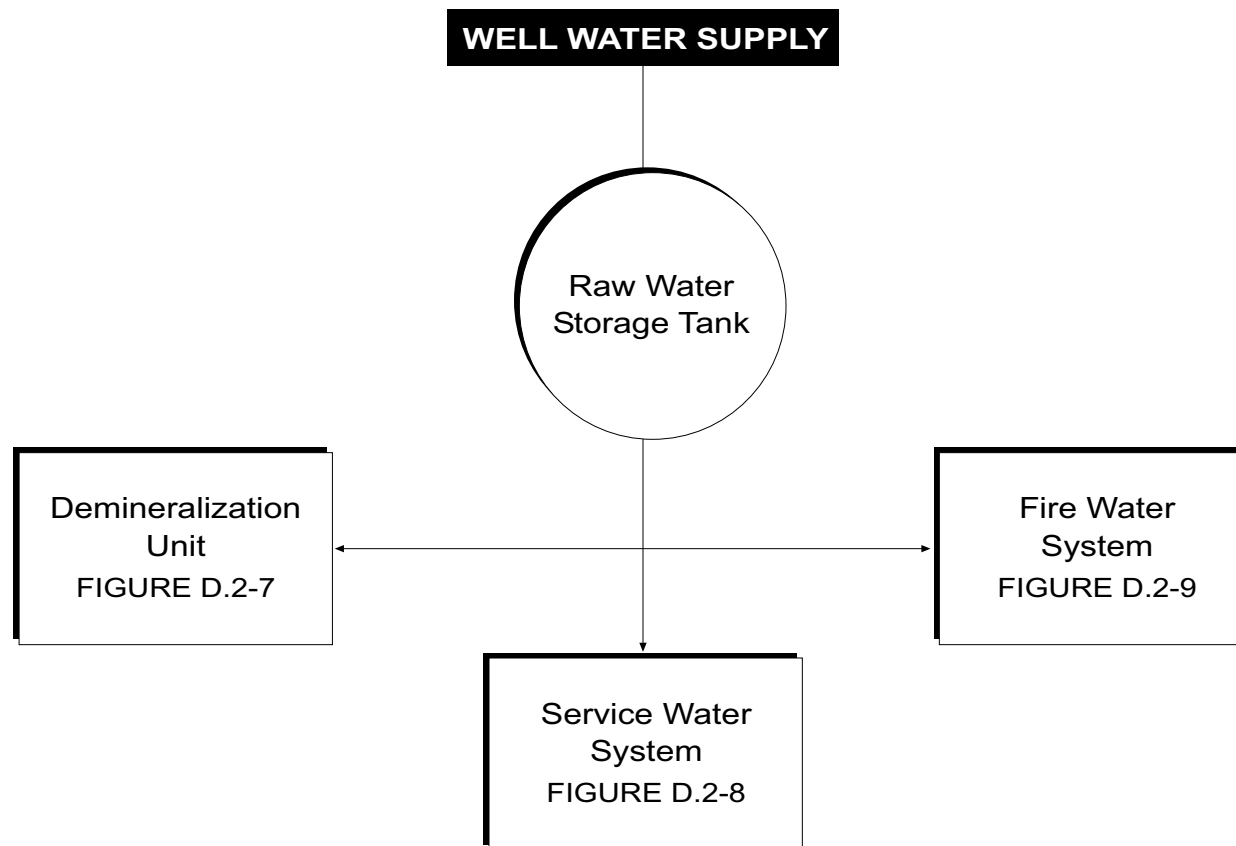 WELL WATER SUPPLY
Raw Water
Storage Tank
Demineralization
Unit
FIGURE D.2-7
Fire Water
System
FIGURE D.2-9
Service Water
System
FIGURE D.2-8